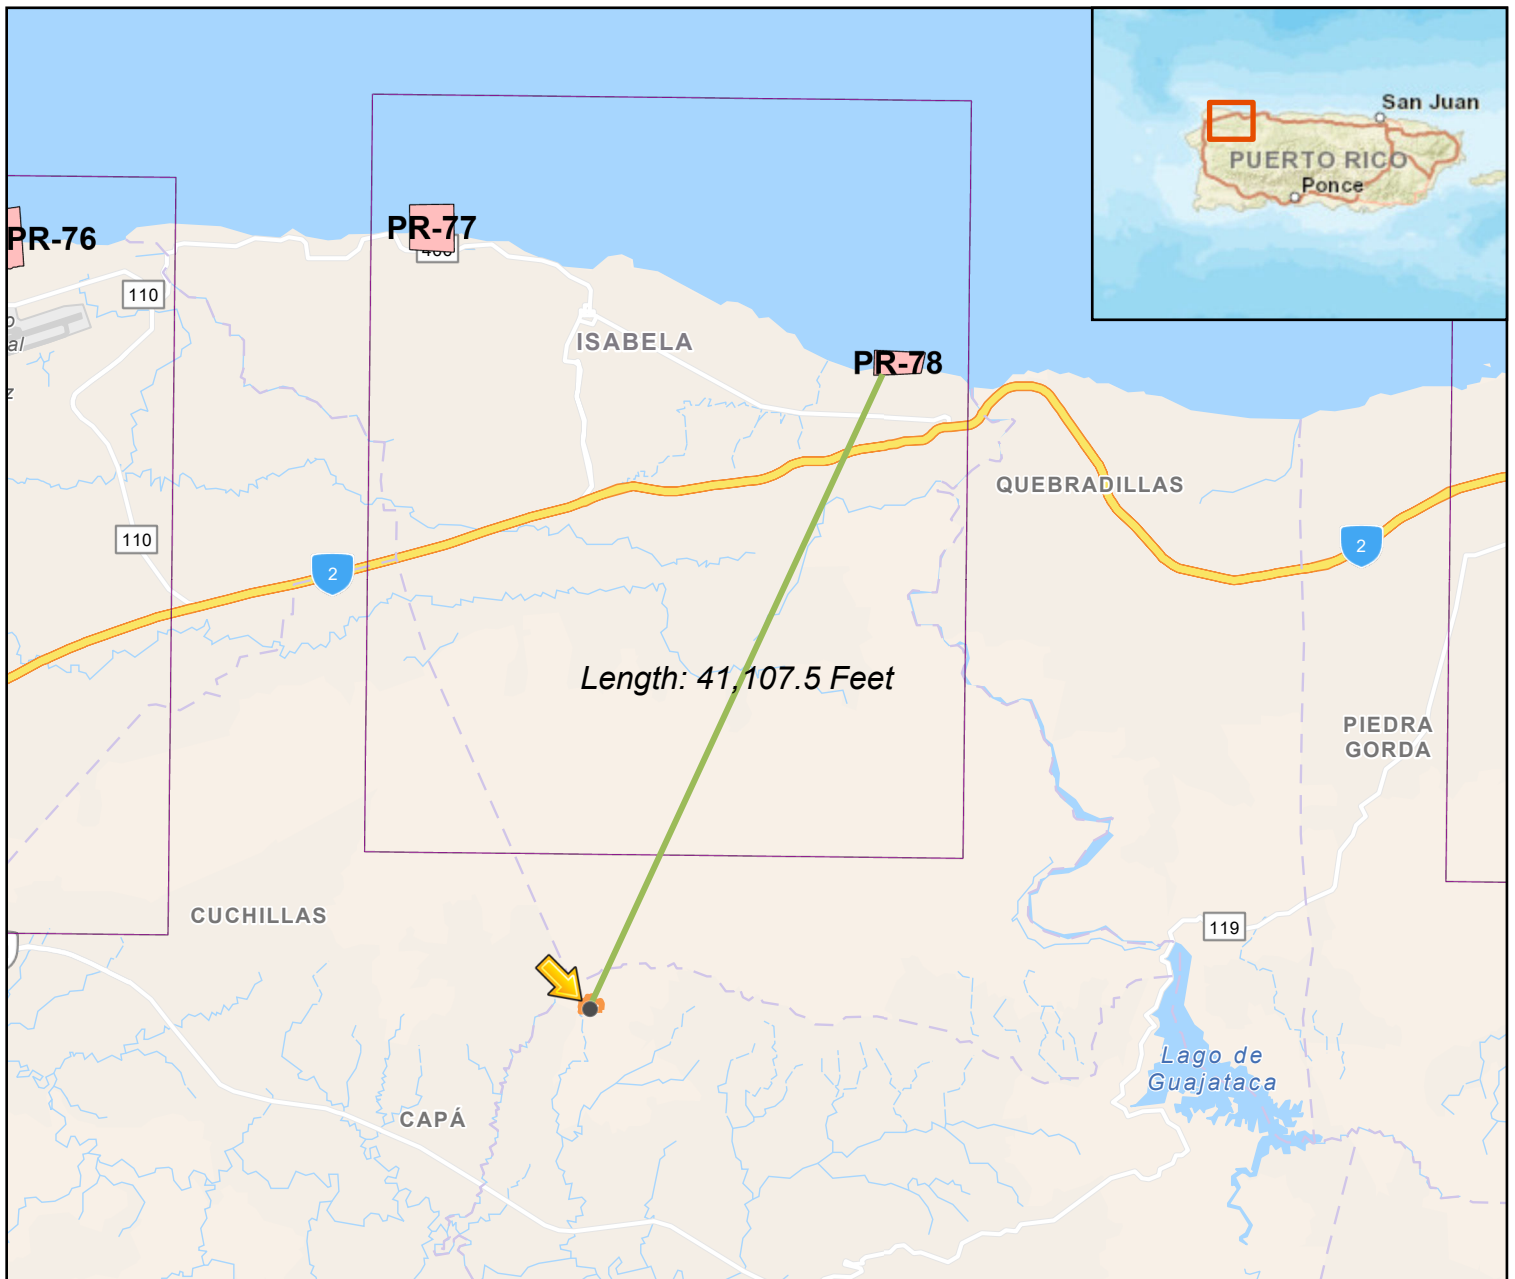 San Juan
PUERTO RICO
Ponce
PR-76
PR-77
110
ISABELA
PR-78
al
z
QUEBRADILLAS
110
2
2
Length: 41,107.5 Feet
PIEDRA
GORDA
CUCHILLAS
119
Lago de
Guajataca
CAPÁ